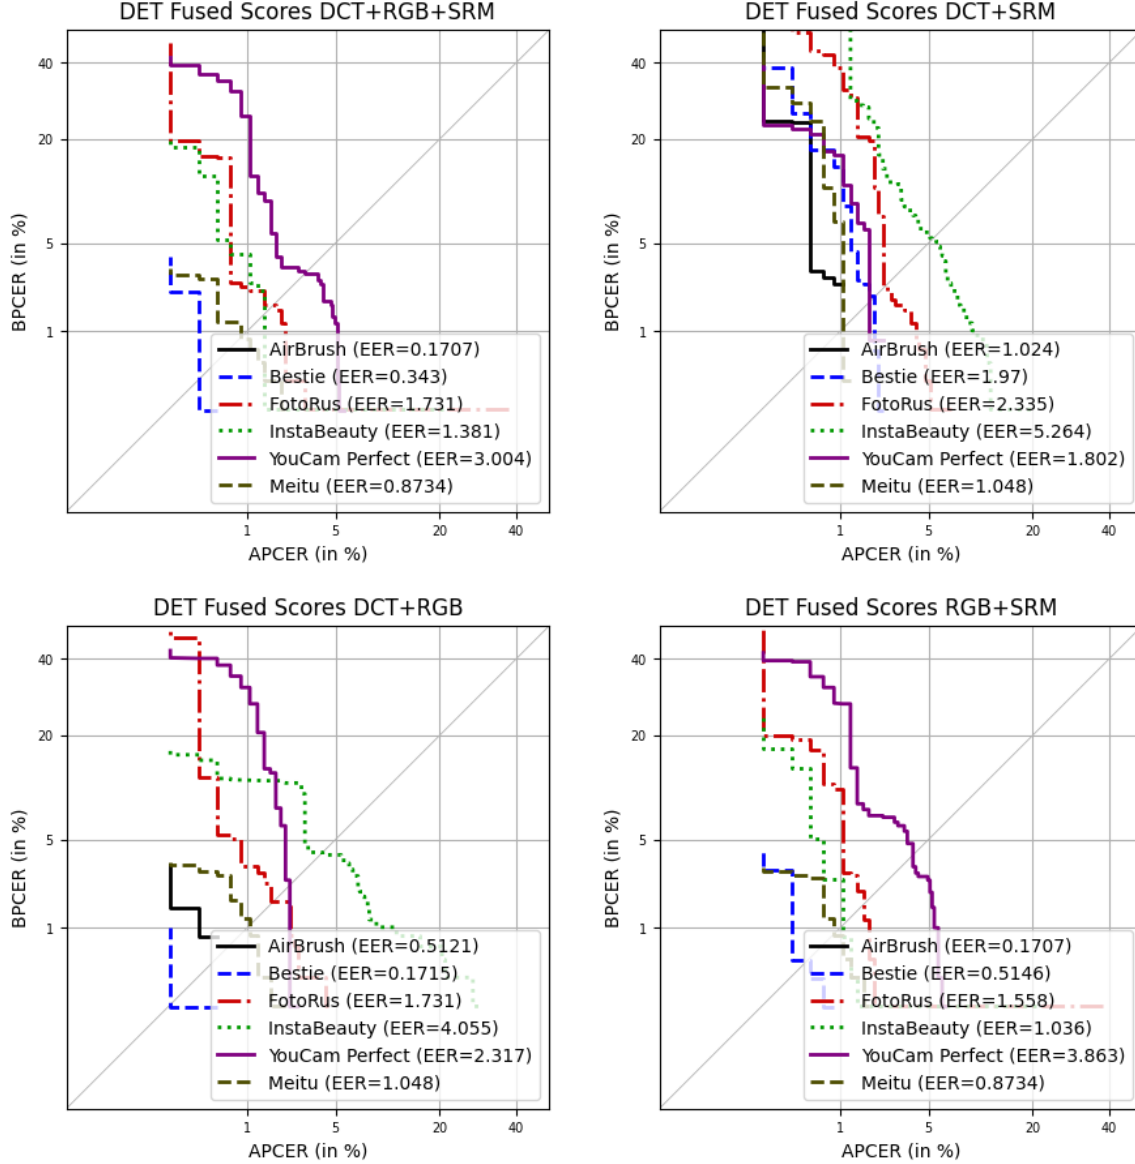 DET Fused Scores DCT+RGB+SRM
BPCER (in %)
40
20
5
1
AirBrush (EER=0.1707)
Bestie (EER=0.343)
FotoRus (EER=1.731)
InstaBeauty (EER=1.381)
YouCam Perfect (EER=3.004)
Meitu (EER=0.8734)
1 5 20 40
APCER (in %)
DET Fused Scores DCT+SRM
BPCER (in %)
40
20
5
1
AirBrush (EER=1.024)
Bestie (EER=1.97)
FotoRus (EER=2.335)
InstaBeauty (EER=5.264)
YouCam Perfect (EER=1.802)
Meitu (EER=1.048)
1 5 20 40
APCER (in %)
DET Fused Scores DCT+RGB
BPCER (in %)
40
20
5
1
AirBrush (EER=0.5121)
Bestie (EER=0.1715)
FotoRus (EER=1.731)
InstaBeauty (EER=4.055)
YouCam Perfect (EER=2.317)
Meitu (EER=1.048)
1 5 20 40
APCER (in %)
DET Fused Scores RGB+SRM
BPCER (in %)
40
20
5
1
AirBrush (EER=0.1707)
Bestie (EER=0.5146)
FotoRus (EER=1.558)
InstaBeauty (EER=1.036)
YouCam Perfect (EER=3.863)
Meitu (EER=0.8734)
1 5 20 40
APCER (in %)